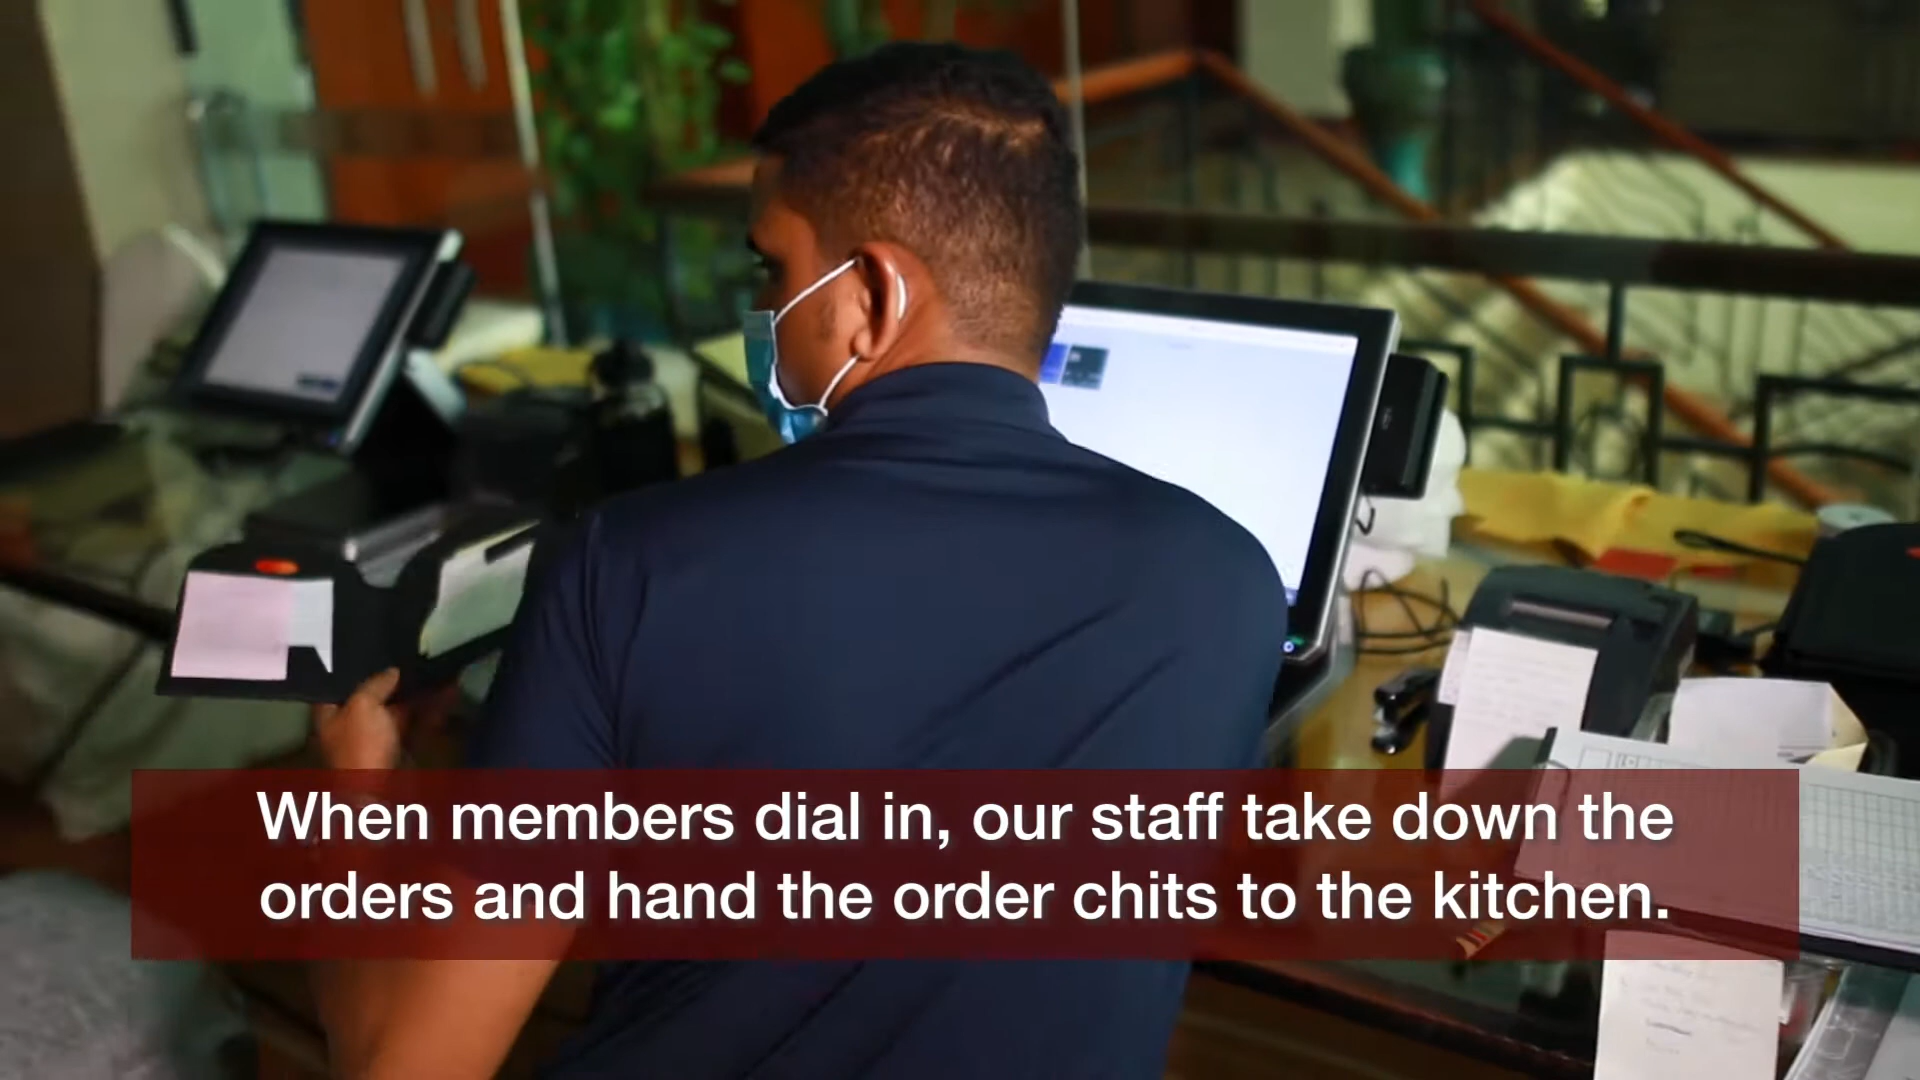 When members dial in, our staff take down the
orders and hand the order chits to the kitchen.